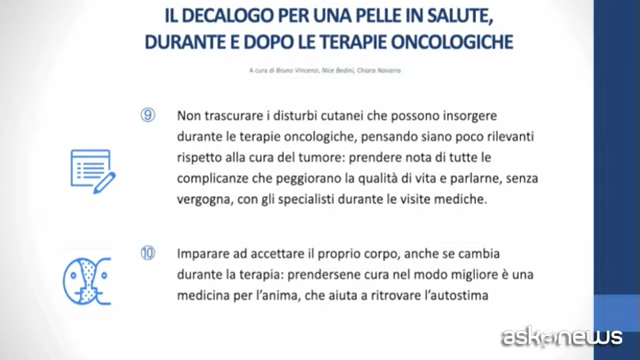 IL DECALOGO PER UNA PELLE IN SALUTE,
DURANTE E DOPO LE TERAPIE ONCOLOGICHE
A cura di Bruno Vincenzi, Nice Bedini, Chiara Navarra
9 Non trascurare i disturbi cutanei che possono insorgere
durante le terapie oncologiche, pensando siano poco rilevanti
rispetto alla cura del tumore: prendere nota di tutte le
complicanze che peggiorano la qualità di vita e parlarne, senza
vergogna, con gli specialisti durante le visite mediche.
10 Imparare ad accettare il proprio corpo, anche se cambia
durante la terapia: prendersene cura nel modo migliore è una
medicina per l'anima, che aiuta a ritrovare l'autostima
askanews